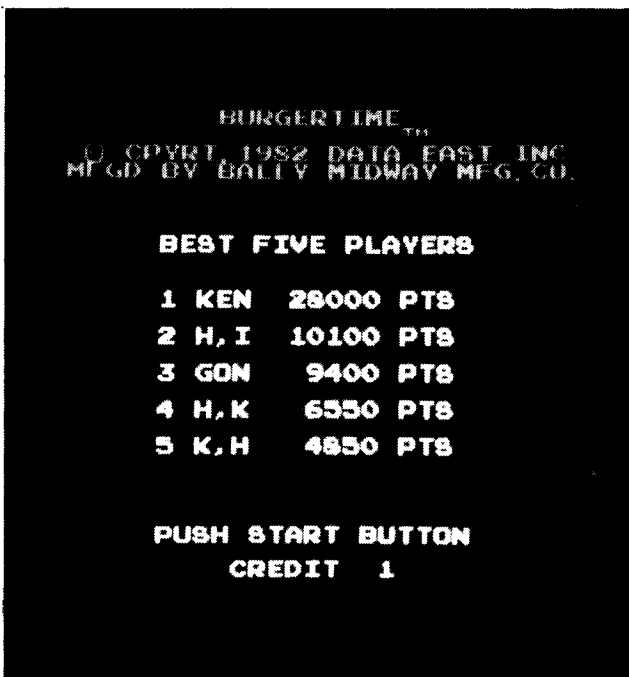 BURGERTIME TM
© CPYRT. 1982 DATA EAST INC
MFGD BY BALLY MIDWAY MFG. CO.
BEST FIVE PLAYERS
1 KEN 28000 PTS
2 H,I 10100 PTS
3 GON 9400 PTS
4 H,K 6550 PTS
5 K,H 4850 PTS
PUSH START BUTTON
CREDIT 1